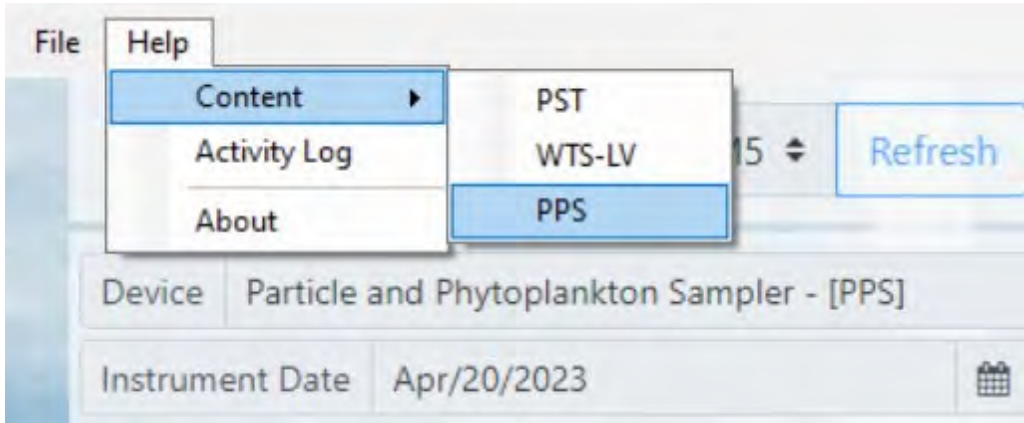 File Help
Content PST
Activity Log WTS-LV
About PPS
Refresh
Device Particle and Phytoplankton Sampler - [PPS]
Instrument Date Apr/20/2023